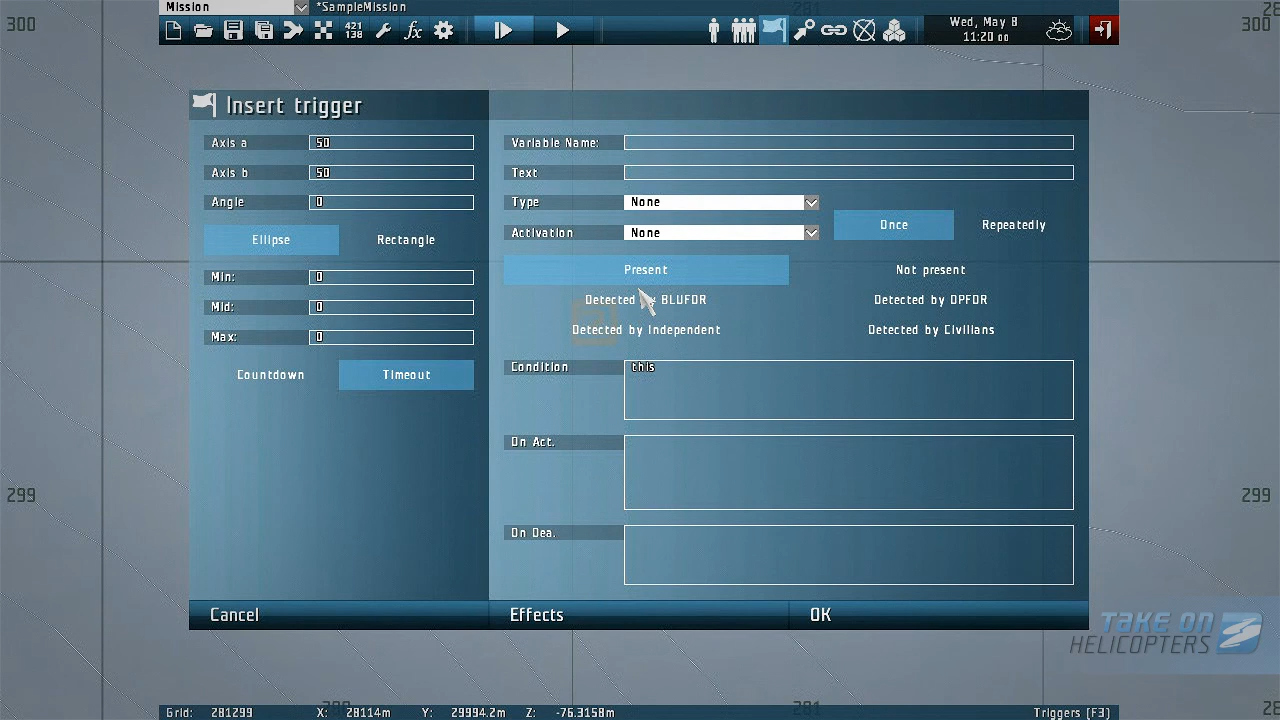 Mission *SampleMission
421
138
fx
Wed, May 8
11:20 00
300
300
Insert trigger
Axis a 50
Axis b 50
Angle 0
Ellipse Rectangle
Min: 0
Mid: 0
Max: 0
Countdown Timeout
Variable Name:
Text
Type None
Activation None
Once Repeatedly
Present Not present
Detected BLUFOR Detected by OPFOR
Detected by Independent Detected by Civilians
Condition this
On Act.
On Dea.
299
299
Cancel Effects OK
TAKE ON
HELICOPTERS
Grid: 281299 X: 28114m Y: 29994.2m Z: -76.3158m Triggers (F3)